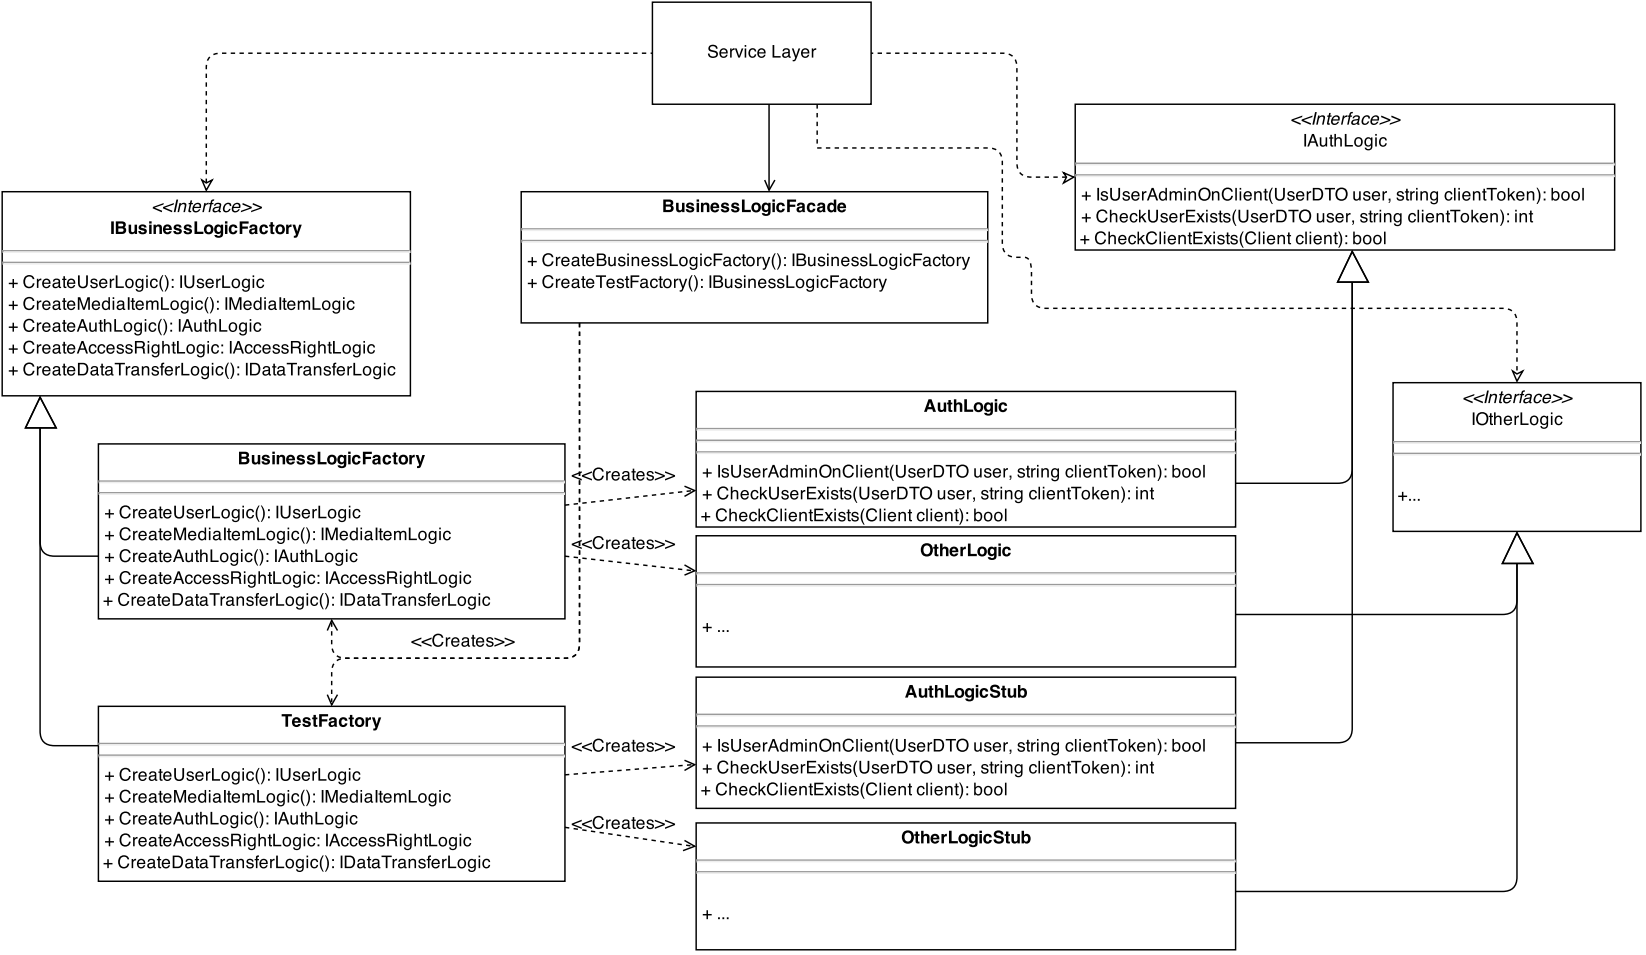 Service Layer
<<Interface>>
IAuthLogic
+ IsUserAdminOnClient(UserDTO user, string clientToken): bool
+ CheckUserExists(UserDTO user, string clientToken): int
+ CheckClientExists(Client client): bool
<<Interface>>
IBusinessLogicFactory
+ CreateUserLogic(): IUserLogic
+ CreateMediaItemLogic(): IMediaItemLogic
+ CreateAuthLogic(): IAuthLogic
+ CreateAccessRightLogic: IAccessRightLogic
+ CreateDataTransferLogic(): IDataTransferLogic
BusinessLogicFacade
+ CreateBusinessLogicFactory(): IBusinessLogicFactory
+ CreateTestFactory(): IBusinessLogicFactory
<<Interface>>
IOtherLogic
+...
BusinessLogicFactory
+ CreateUserLogic(): IUserLogic
+ CreateMediaItemLogic(): IMediaItemLogic
+ CreateAuthLogic(): IAuthLogic
+ CreateAccessRightLogic: IAccessRightLogic
+ CreateDataTransferLogic(): IDataTransferLogic
<<Creates>>
<<Creates>>
<<Creates>>
AuthLogic
+ IsUserAdminOnClient(UserDTO user, string clientToken): bool
+ CheckUserExists(UserDTO user, string clientToken): int
+ CheckClientExists(Client client): bool
OtherLogic
+ ...
TestFactory
+ CreateUserLogic(): IUserLogic
+ CreateMediaItemLogic(): IMediaItemLogic
+ CreateAuthLogic(): IAuthLogic
+ CreateAccessRightLogic: IAccessRightLogic
+ CreateDataTransferLogic(): IDataTransferLogic
<<Creates>>
<<Creates>>
AuthLogicStub
+ IsUserAdminOnClient(UserDTO user, string clientToken): bool
+ CheckUserExists(UserDTO user, string clientToken): int
+ CheckClientExists(Client client): bool
OtherLogicStub
+ ...